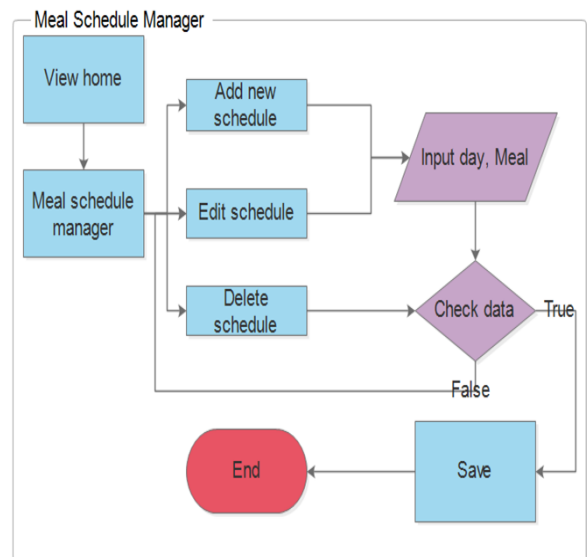 Meal Schedule Manager
View home
Add new
schedule
Input day, Meal
Meal schedule
manager
Edit schedule
Delete
schedule
Check data
True
False
End
Save